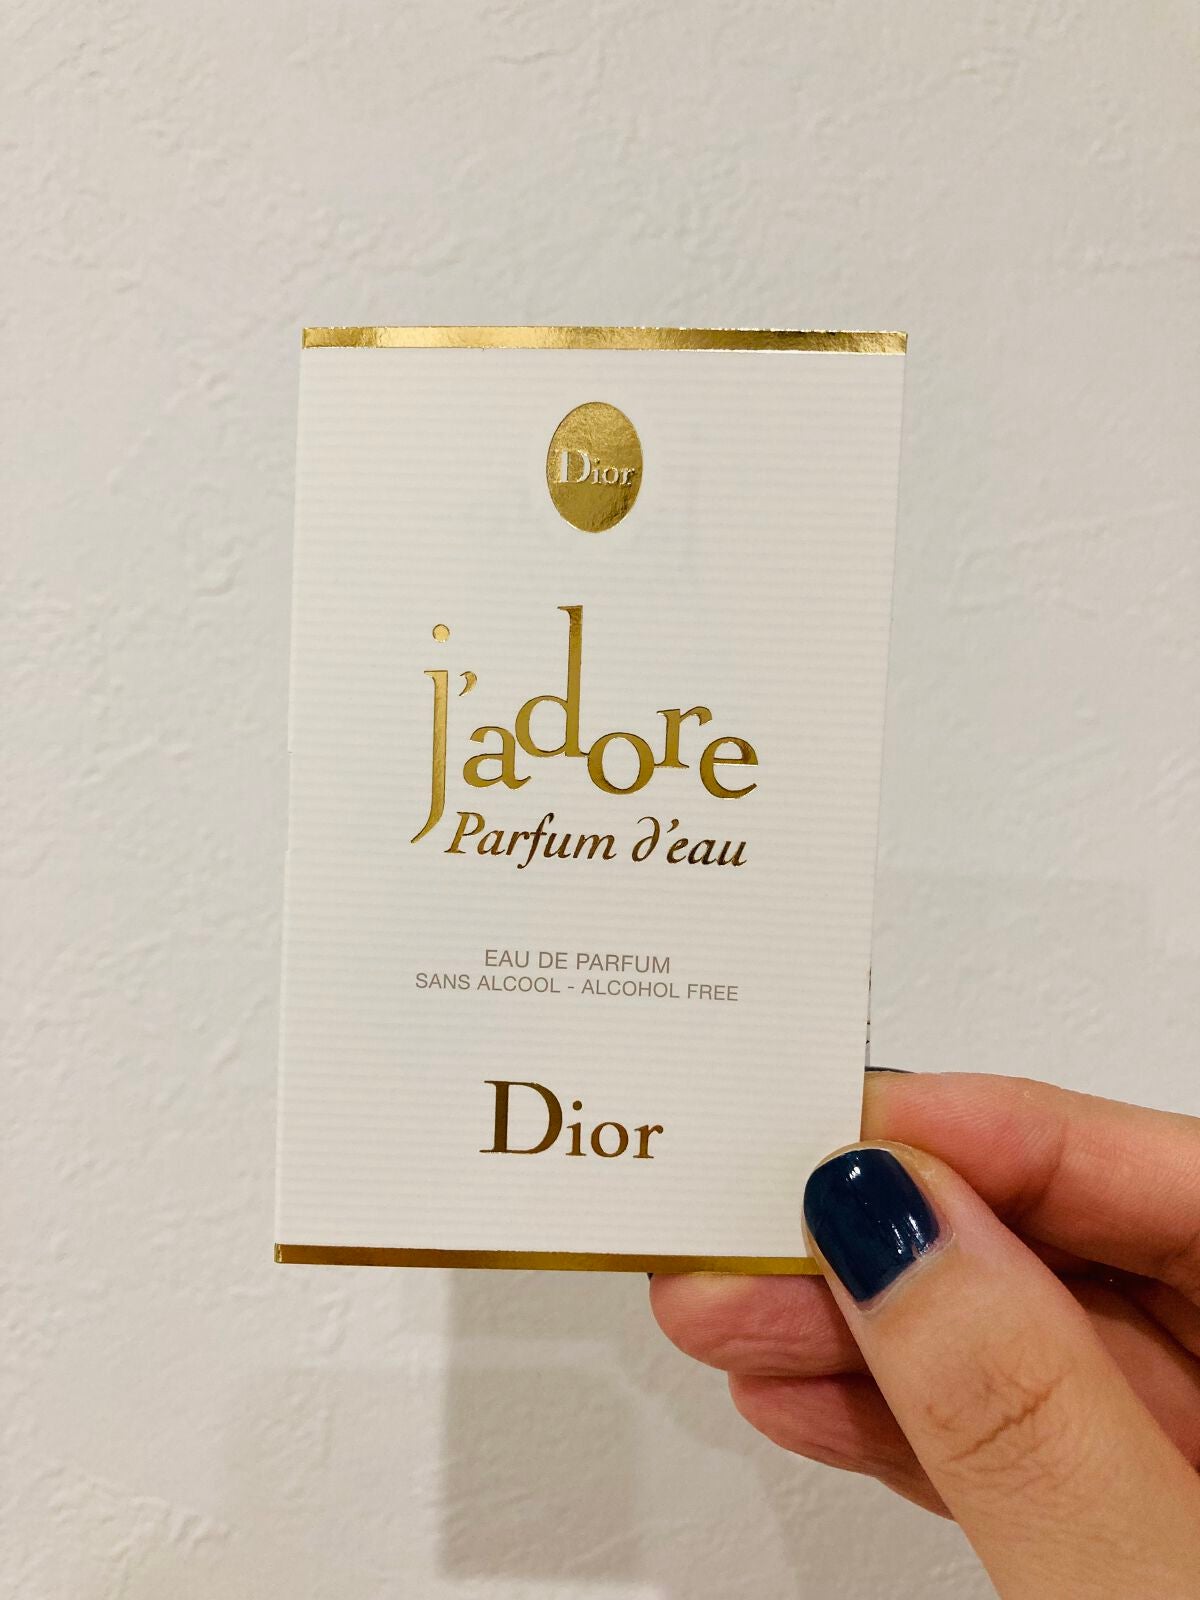 Dior
j'adore
Parfum d'eau
EAU DE PARFUM
SANS ALCOOL - ALCOHOL FREE
Dior